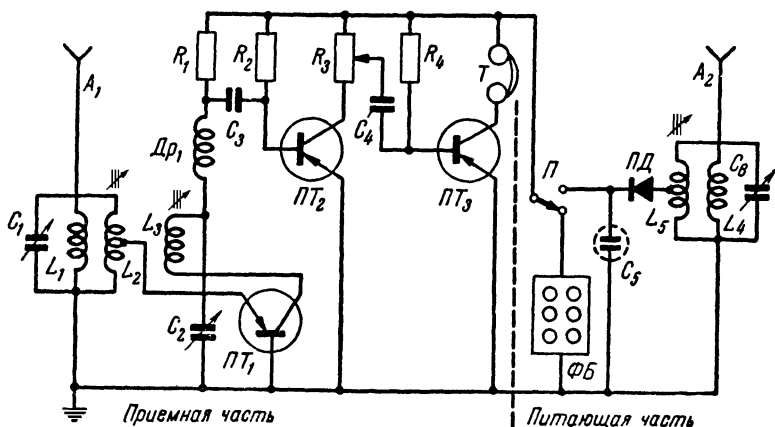 R₁
R₂
R₃
R₄
A₁
A₂
C₃
C₄
Т
Др₁
ПТ₂
ПТ₃
П
ПД
C₈
C₁
L₁
L₂
L₃
L₅
L₄
C₅
C₂
ПТ₁
ФБ
Приемная часть
Питающая часть